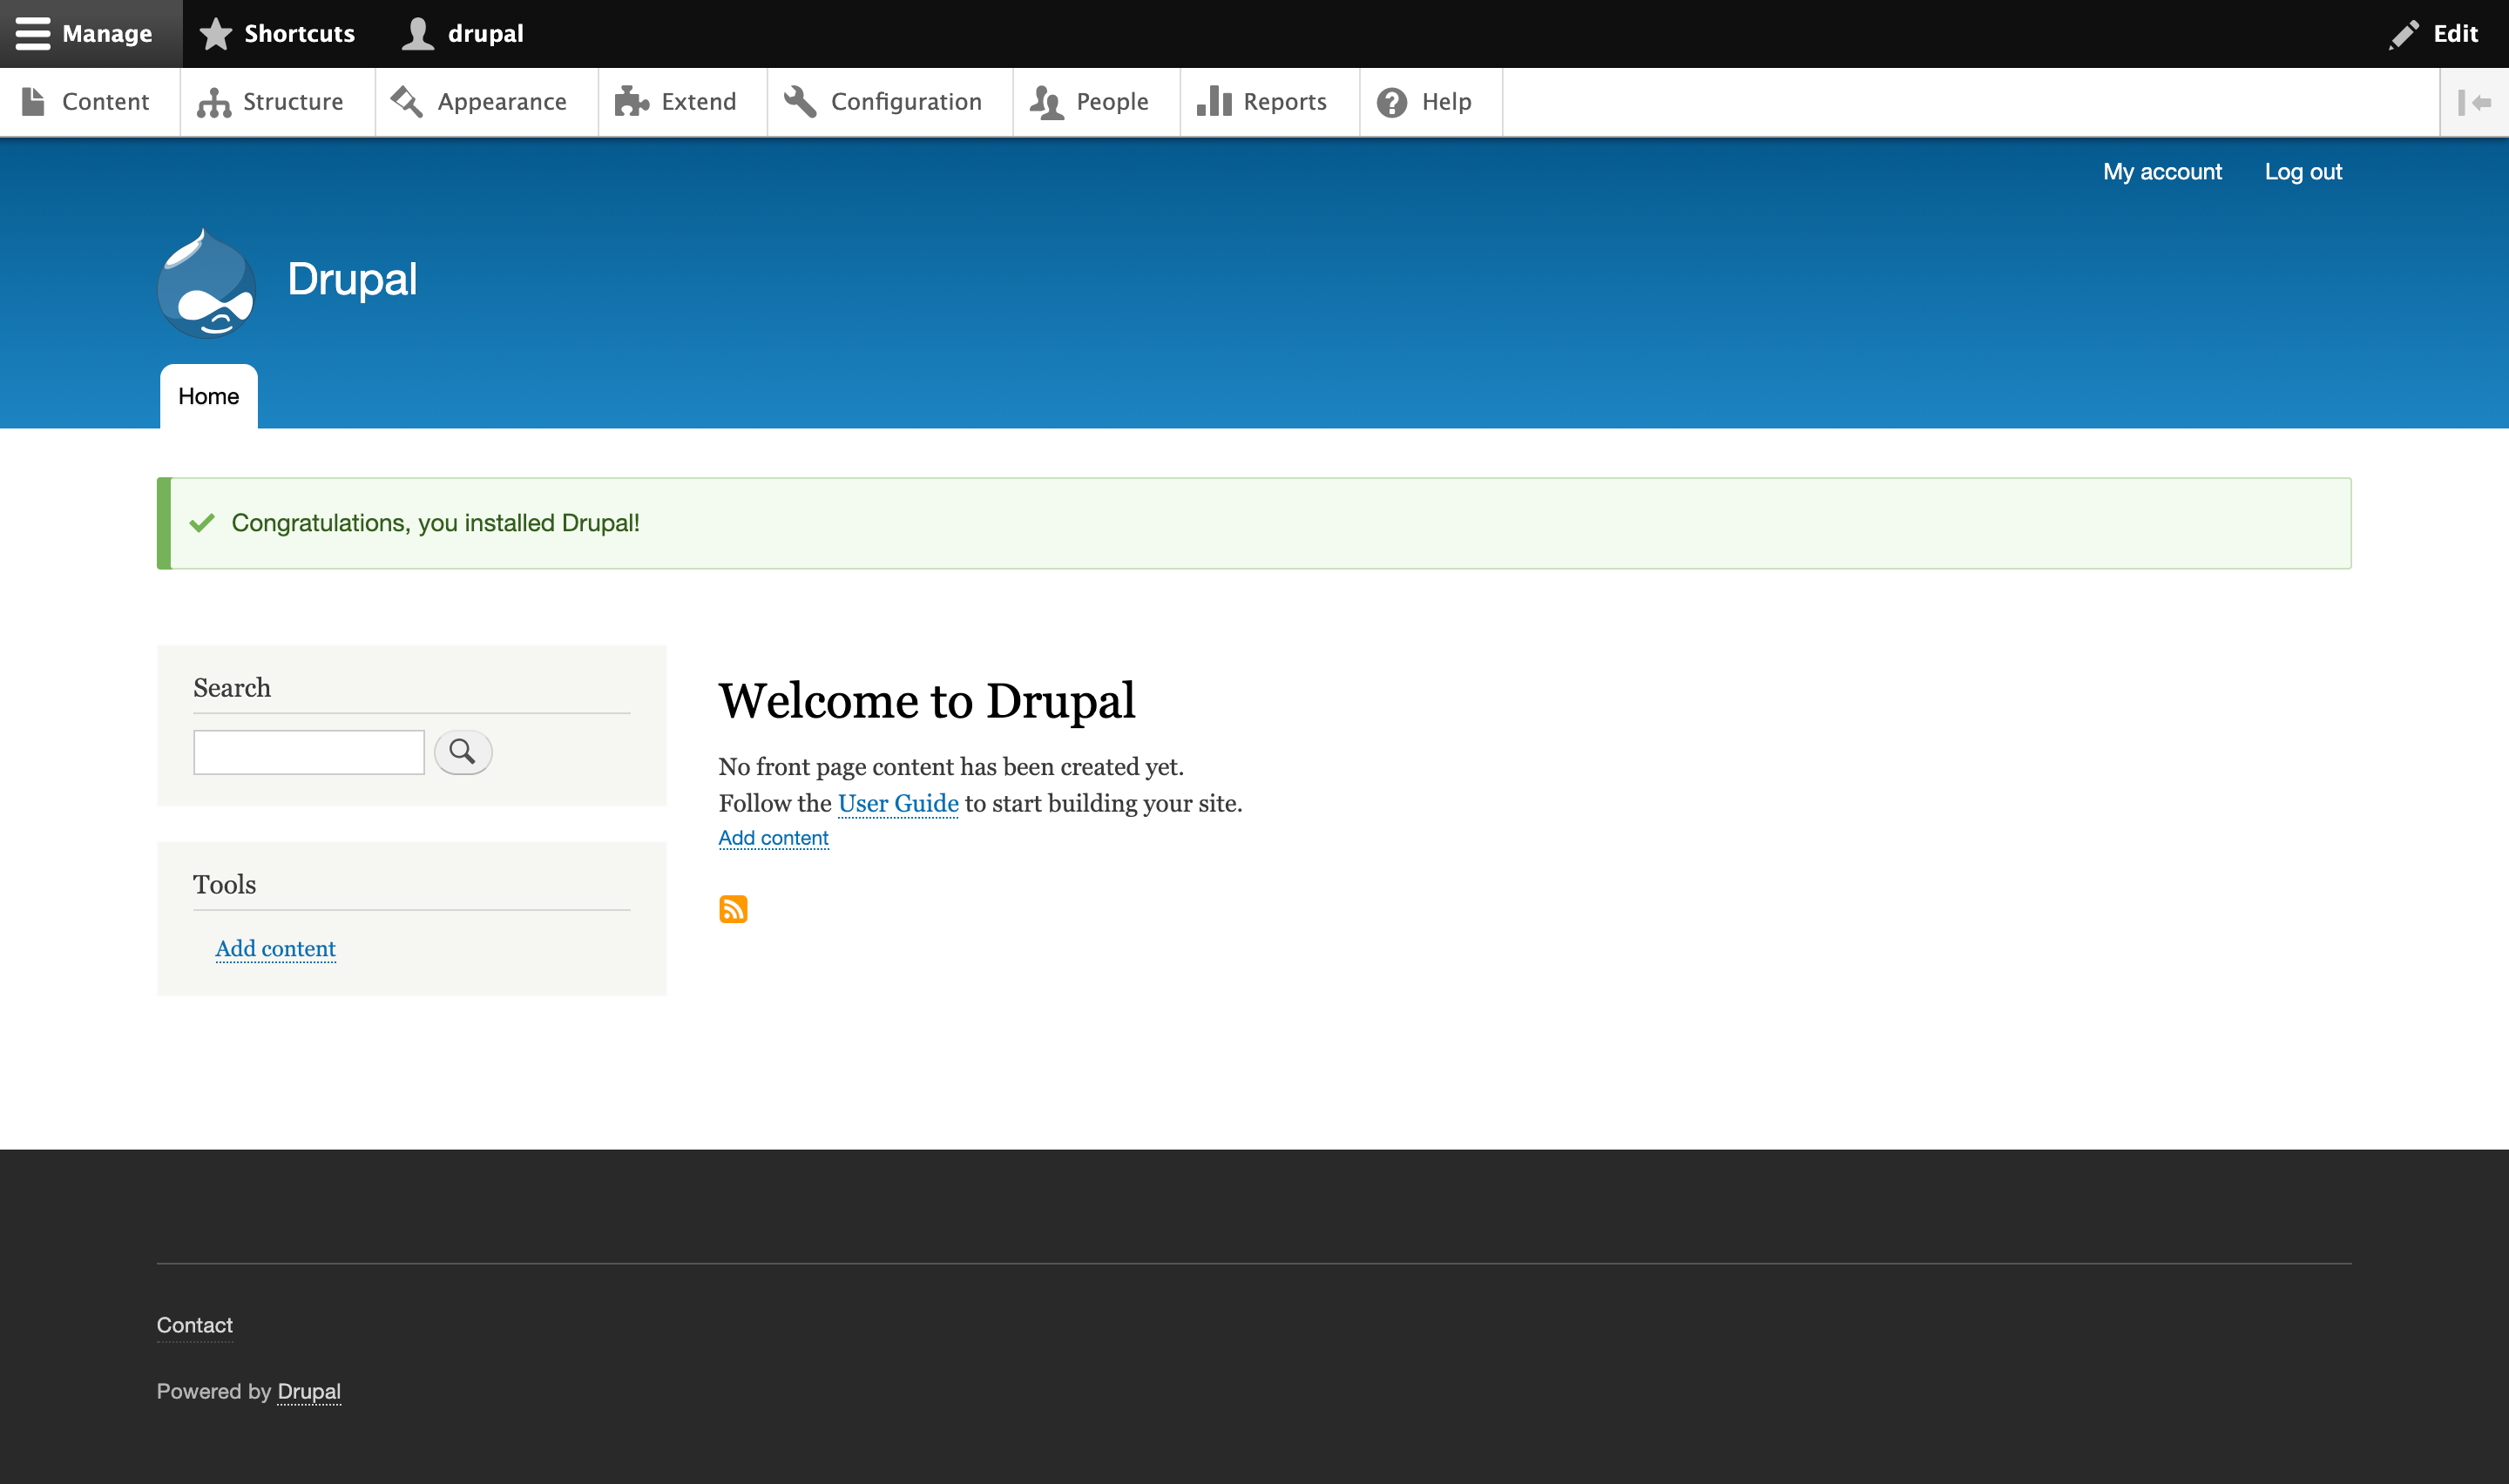 Manage Shortcuts drupal Edit
Content Structure Appearance Extend Configuration People Reports Help
My account Log out
Drupal
Home
Congratulations, you installed Drupal!
Search
Welcome to Drupal
No front page content has been created yet.
Follow the User Guide to start building your site.
Add content
Tools
Add content
Contact
Powered by Drupal